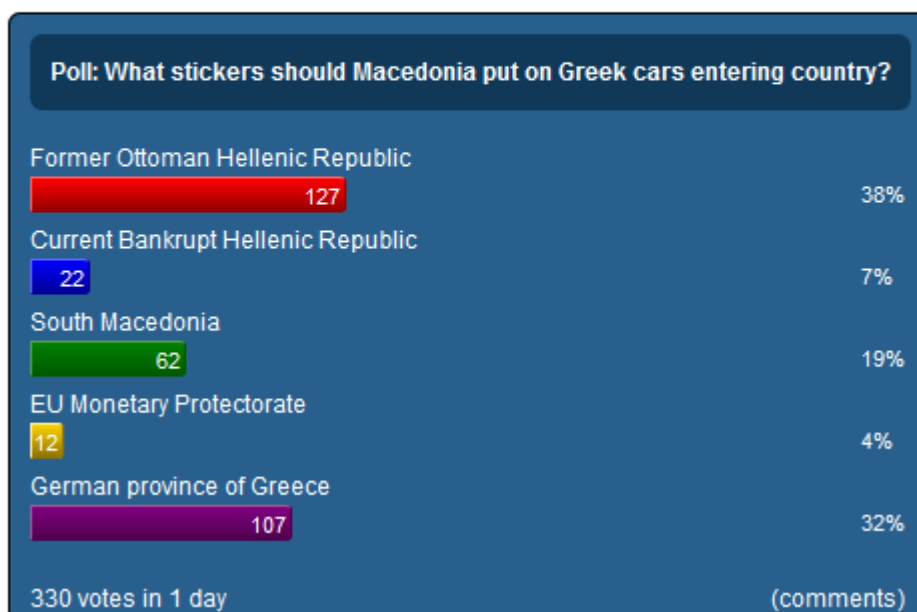 Poll: What stickers should Macedonia put on Greek cars entering country?
Former Ottoman Hellenic Republic
127 38%
Current Bankrupt Hellenic Republic
22 7%
South Macedonia
62 19%
EU Monetary Protectorate
12 4%
German province of Greece
107 32%
330 votes in 1 day (comments)